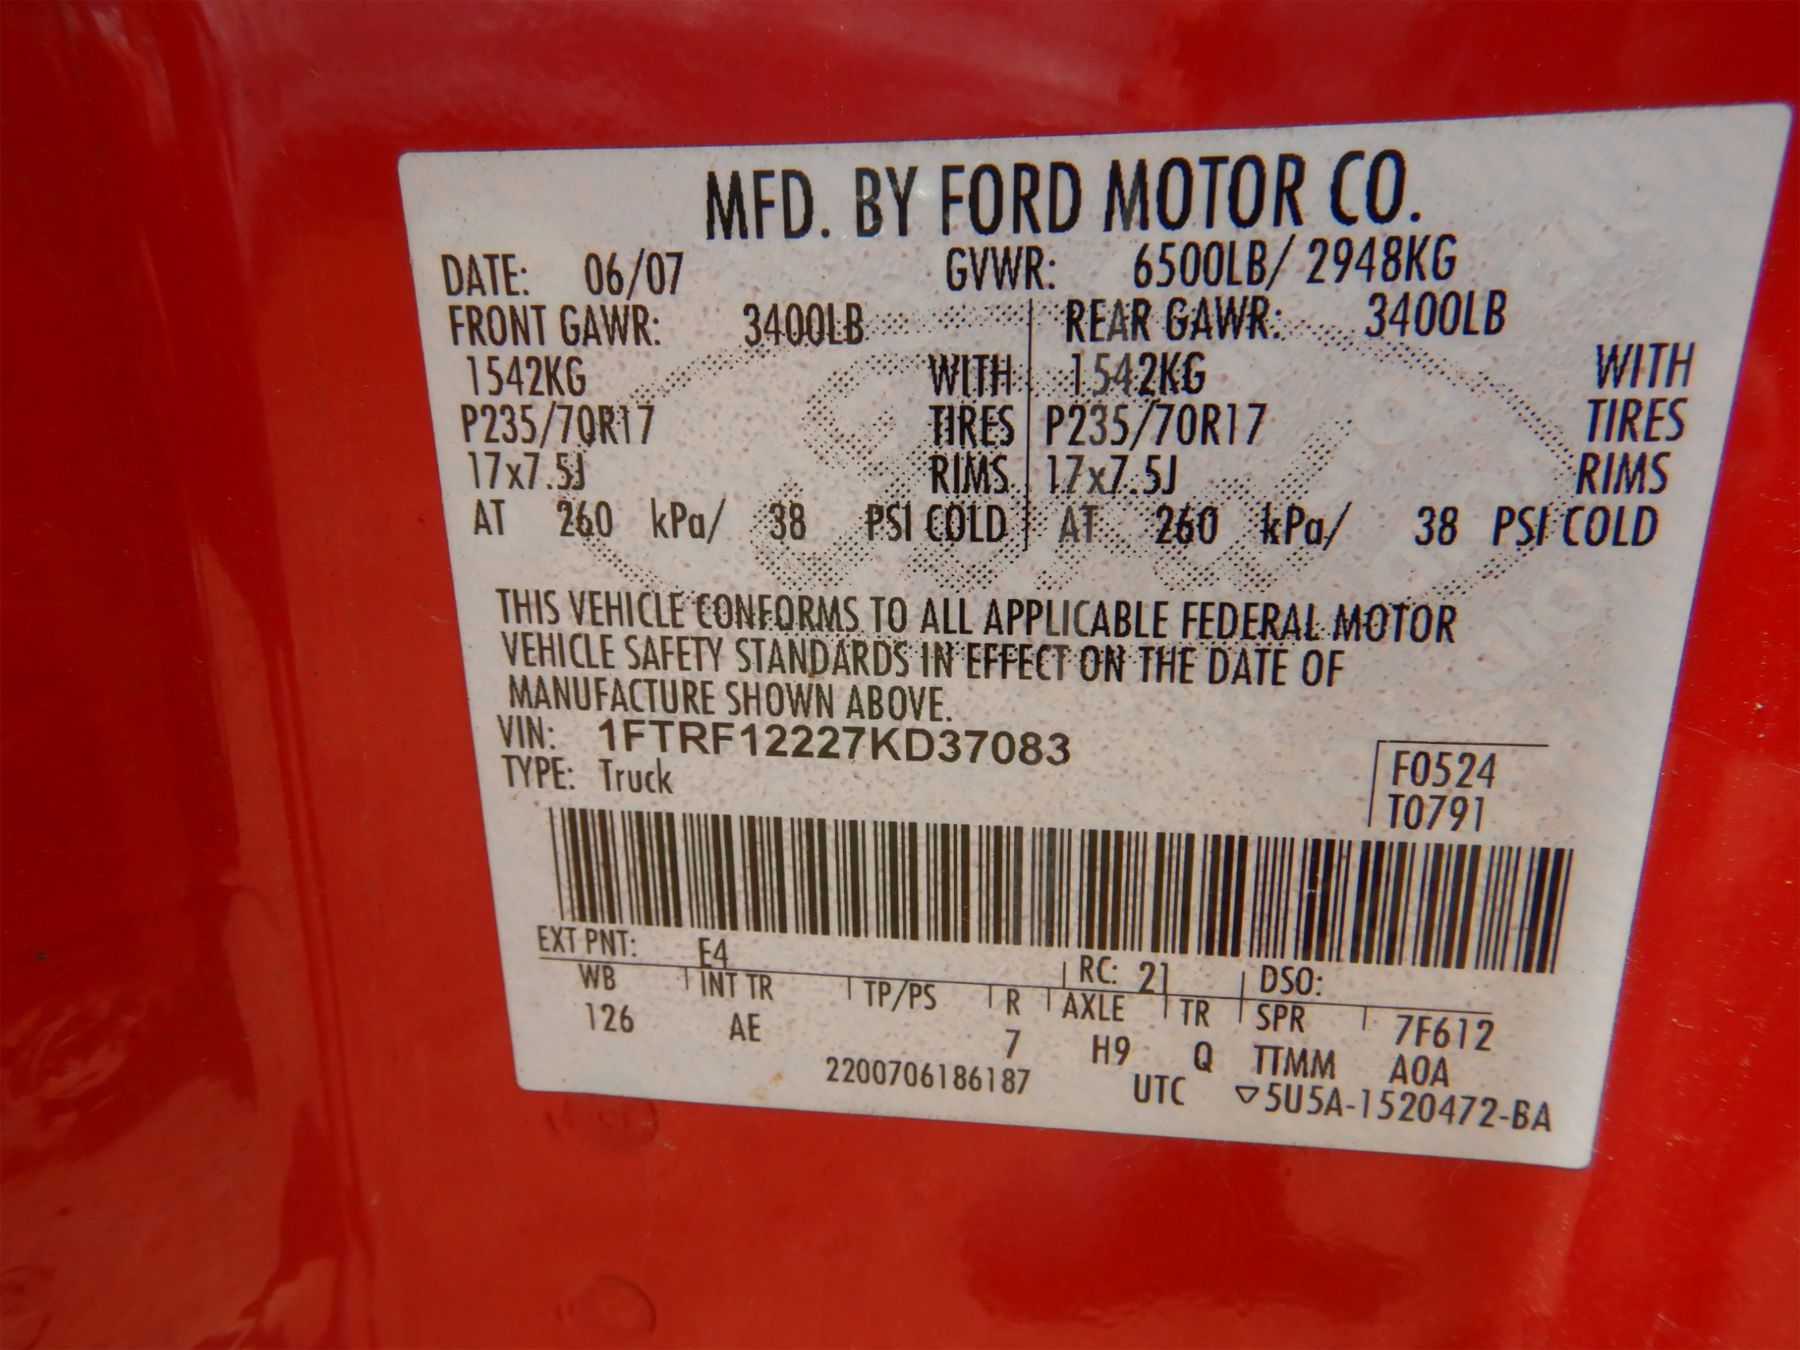 MFD. BY FORD MOTOR CO.
DATE: 06/07 GVWR: 6500LB/ 2948KG
FRONT GAWR: 3400LB REAR GAWR: 3400LB
1542KG WITH 1542KG WITH
P235/70R17 TIRES P235/70R17 TIRES
17x7.5J RIMS 17x7.5J RIMS
AT 260 kPa/ 38 PSI COLD AT 260 kPa/ 38 PSI COLD
THIS VEHICLE CONFORMS TO ALL APPLICABLE FEDERAL MOTOR
VEHICLE SAFETY STANDARDS IN EFFECT ON THE DATE OF
MANUFACTURE SHOWN ABOVE.
VIN: 1FTRF12227KD37083
TYPE: Truck
F0524
T0791
EXT PNT: E4 RC: 21 DSO:
WB INT TR TP/PS R AXLE TR SPR 7F612
126 AE 7 H9 Q TTMM A0A
2200706186187 UTC ▽5U5A-1520472-BA